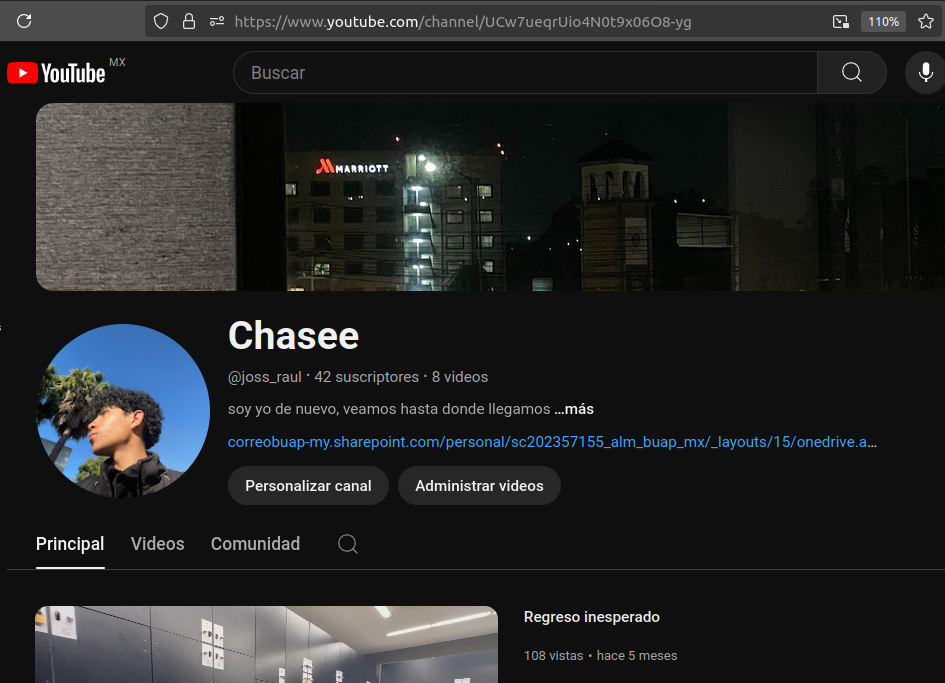 https://www.youtube.com/channel/UCw7ueqrUio4N0t9x06O8-yg
110%
YouTube MX
Buscar
MARRIOTT
Chasee
@joss_raul · 42 suscriptores · 8 videos
soy yo de nuevo, veamos hasta donde llegamos ...más
correobuap-my.sharepoint.com/personal/sc202357155_alm_buap_mx/_layouts/15/onedrive.a...
Personalizar canal
Administrar videos
Principal
Videos
Comunidad
Regreso inesperado
108 vistas • hace 5 meses